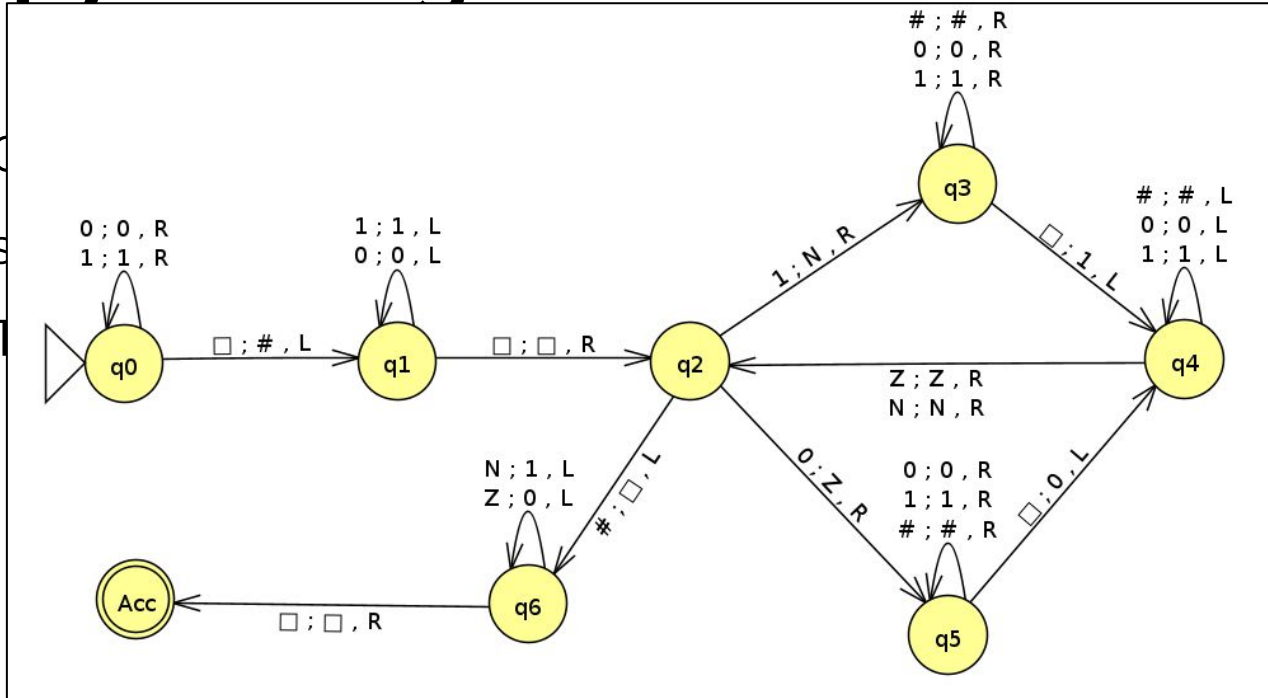 # ; # , R
0 ; 0 , R
1 ; 1 , R
q3
# ; # , L
0 ; 0 , L
1 ; 1 , L
0 ; 0 , R
1 ; 1 , R
1 ; 1 , L
0 ; 0 , L
1 ; N , R
□ ; 1 , L
q0
□ ; # , L
q1
□ ; □ , R
q2
q4
Z ; Z , R
N ; N , R
N ; 1 , L
Z ; 0 , L
# ; □ , L
0 ; Z , R
0 ; 0 , R
1 ; 1 , R
# ; # , R
□ ; 0 , L
Acc
□ ; □ , R
q6
q5